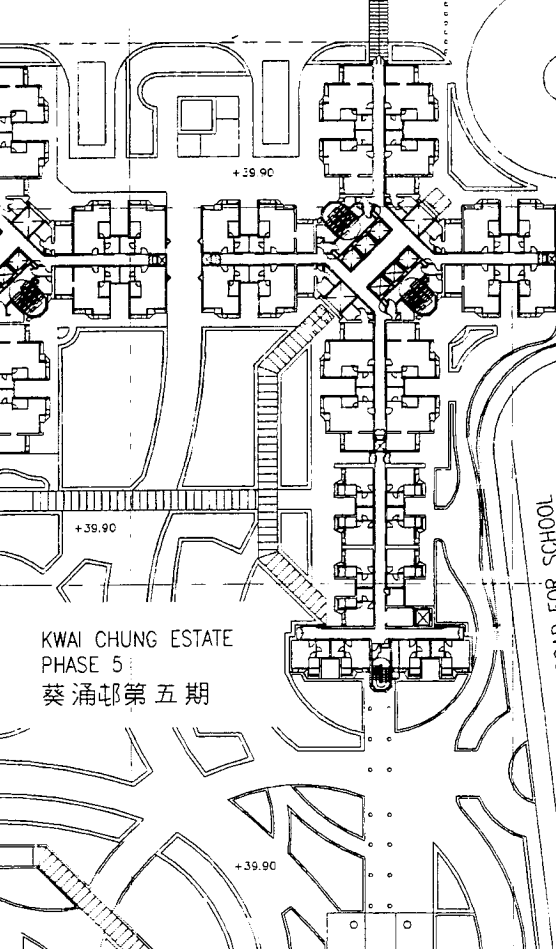 +39.90
+39.90
KWAI CHUNG ESTATE
PHASE 5
葵涌邨第五期
+39.90
FOR SCHOOL